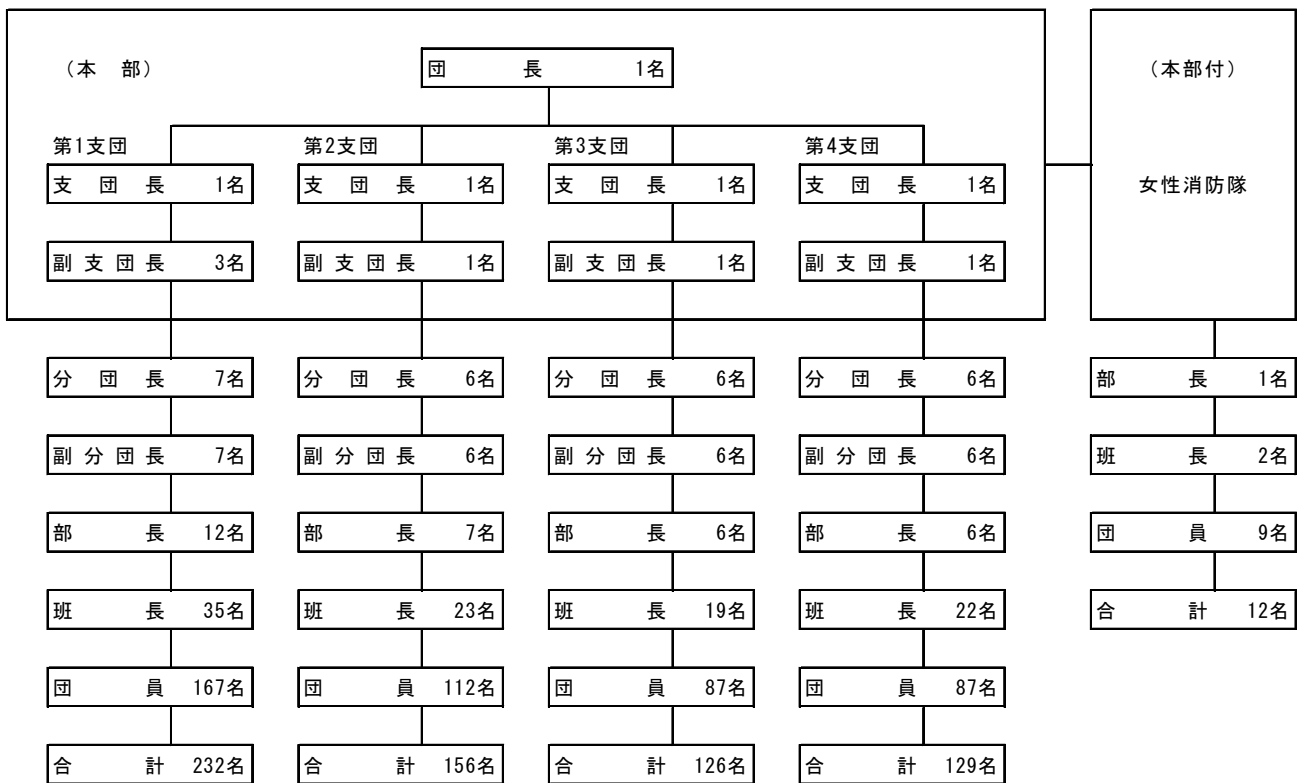 （本　部）　団　長　1名　（本部付）
第1支団　第2支団　第3支団　第4支団
支　団　長　1名　支　団　長　1名　支　団　長　1名　支　団　長　1名　女性消防隊
副支団長　3名　副支団長　1名　副支団長　1名　副支団長　1名
分　団　長　7名　分　団　長　6名　分　団　長　6名　分　団　長　6名　部　長　1名
副分団長　7名　副分団長　6名　副分団長　6名　副分団長　6名　班　長　2名
部　長　12名　部　長　7名　部　長　6名　部　長　6名　団　員　9名
班　長　35名　班　長　23名　班　長　19名　班　長　22名　合　計　12名
団　員　167名　団　員　112名　団　員　87名　団　員　87名
合　計　232名　合　計　156名　合　計　126名　合　計　129名